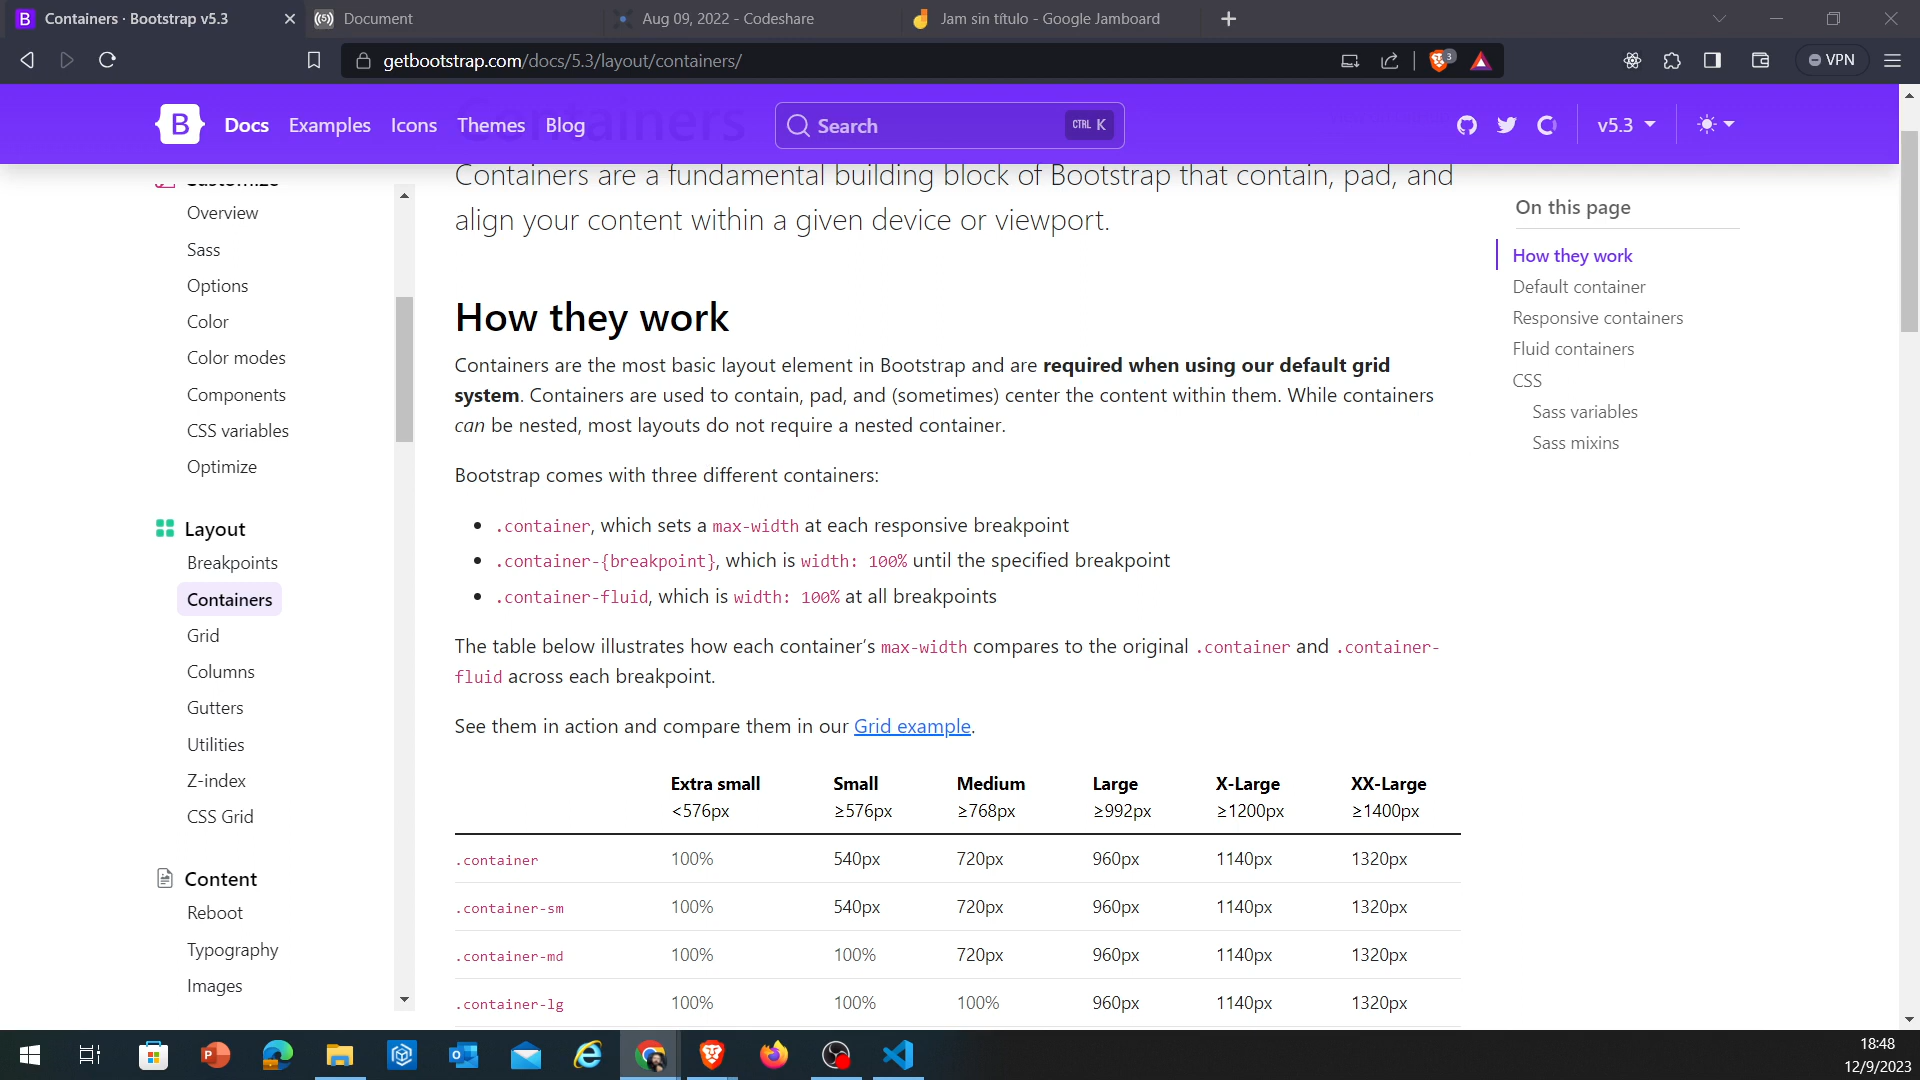 Containers · Bootstrap v5.3
Document
Aug 09, 2022 - Codeshare
Jam sin título - Google Jamboard
getbootstrap.com/docs/5.3/layout/containers/
3
VPN
B
Docs
Examples
Icons
Themes
Blog
Containers
Search
CTRL K
v5.3
Customize
Overview
Sass
Options
Color
Color modes
Components
CSS variables
Optimize
Layout
Breakpoints
Containers
Grid
Columns
Gutters
Utilities
Z-index
CSS Grid
Content
Reboot
Typography
Images
Containers are a fundamental building block of Bootstrap that contain, pad, and
align your content within a given device or viewport.
How they work
Containers are the most basic layout element in Bootstrap and are required when using our default grid
system. Containers are used to contain, pad, and (sometimes) center the content within them. While containers
can be nested, most layouts do not require a nested container.
Bootstrap comes with three different containers:
• .container, which sets a max-width at each responsive breakpoint
• .container-{breakpoint}, which is width: 100% until the specified breakpoint
• .container-fluid, which is width: 100% at all breakpoints
The table below illustrates how each container’s max-width compares to the original .container and .container-
fluid across each breakpoint.
See them in action and compare them in our Grid example.
Extra small Small Medium Large X-Large XX-Large
<576px ≥576px ≥768px ≥992px ≥1200px ≥1400px
.container 100% 540px 720px 960px 1140px 1320px
.container-sm 100% 540px 720px 960px 1140px 1320px
.container-md 100% 100% 720px 960px 1140px 1320px
.container-lg 100% 100% 100% 960px 1140px 1320px
On this page
How they work
Default container
Responsive containers
Fluid containers
CSS
Sass variables
Sass mixins
18:48
12/9/2023